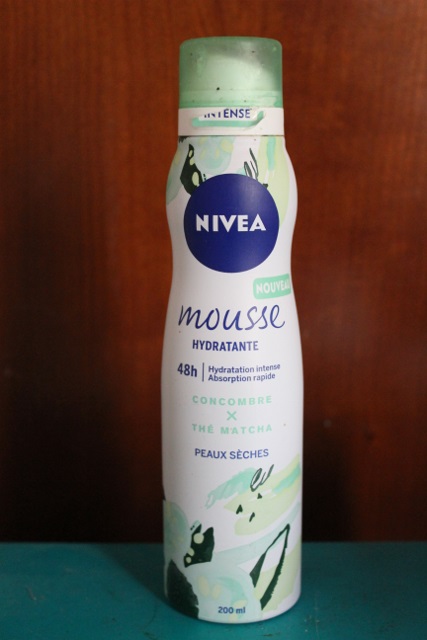 INTENSE
NIVEA
NOUVEAU
mousse
HYDRATANTE
48h
Hydratation intense
Absorption rapide
CONCOMBRE
X
THÉ MATCHA
PEAUX SÈCHES
200 ml